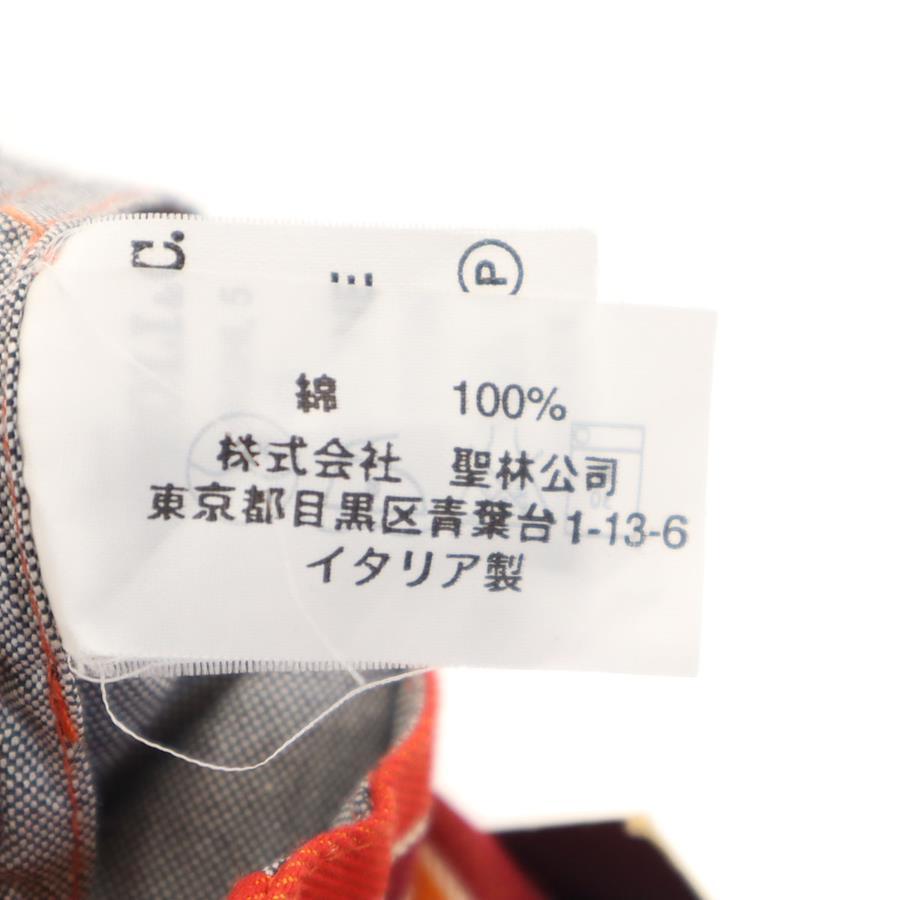 P
綿 100%
株式会社 聖林公司
東京都目黒区青葉台1-13-6
イタリア製